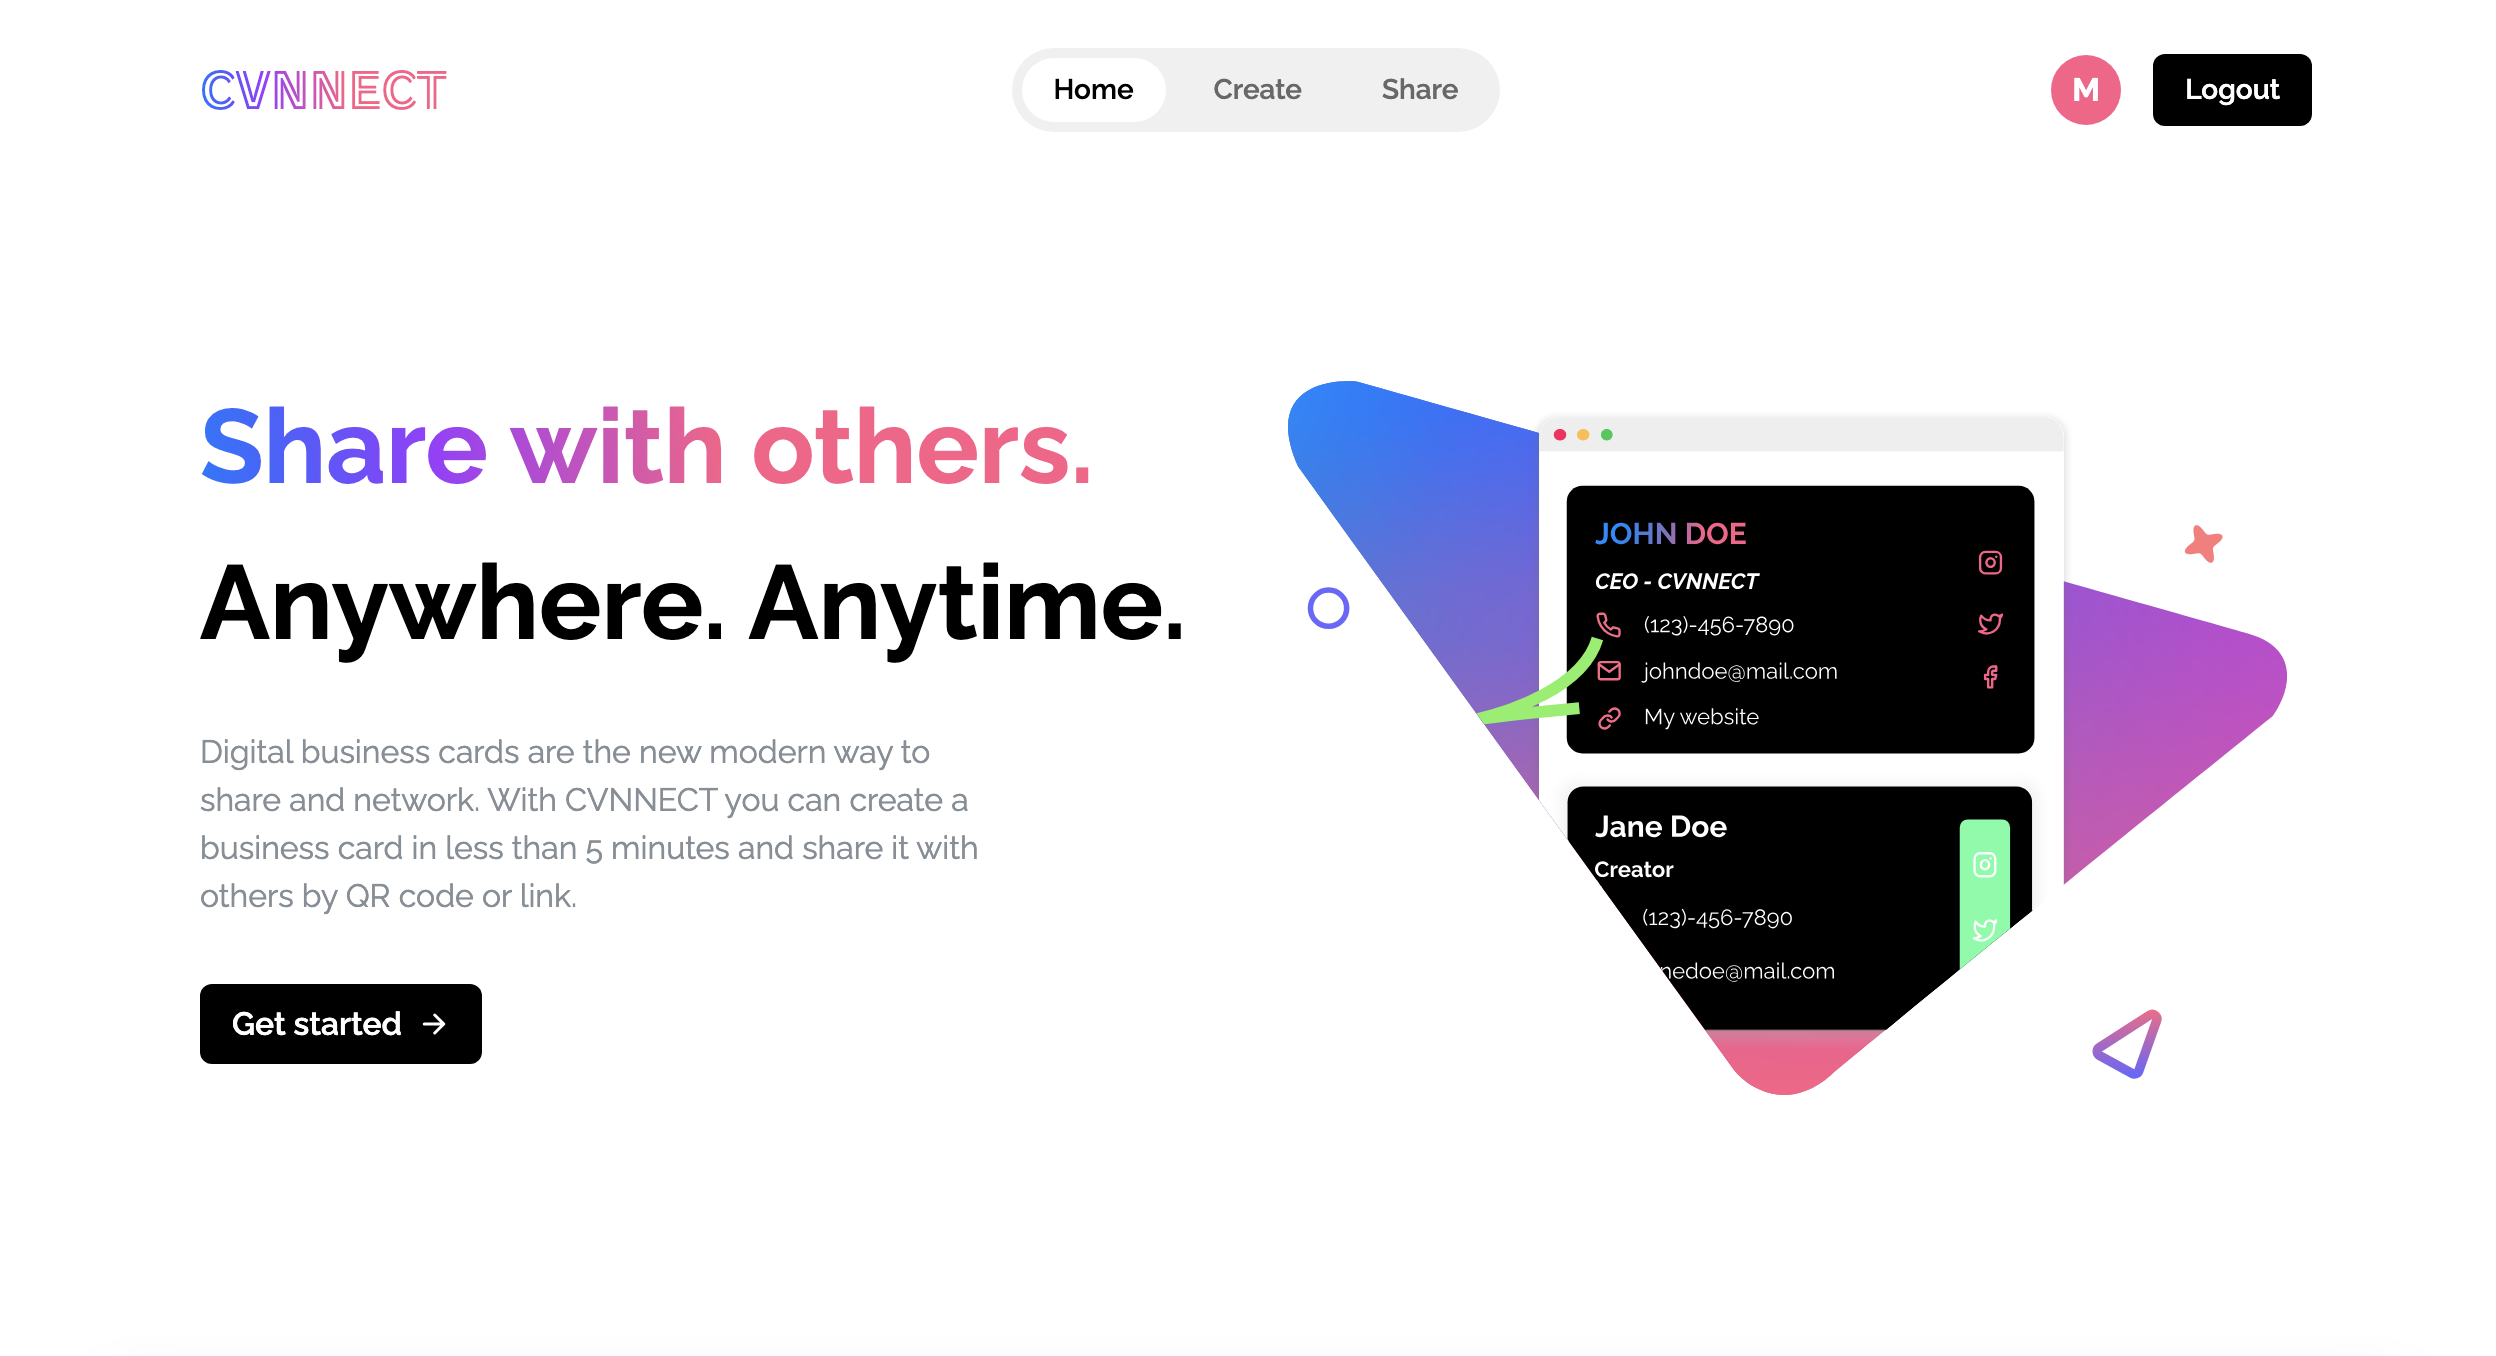 CVNNECT
Home
Create
Share
M
Logout
Share with others.
Anywhere. Anytime.
Digital business cards are the new modern way to
share and network. With CVNNECT you can create a
business card in less than 5 minutes and share it with
others by QR code or link.
Get started
JOHN DOE
CEO - CVNNECT
(123)-456-7890
johndoe@mail.com
My website
Jane Doe
Creator
(123)-456-7890
nedoe@mail.com